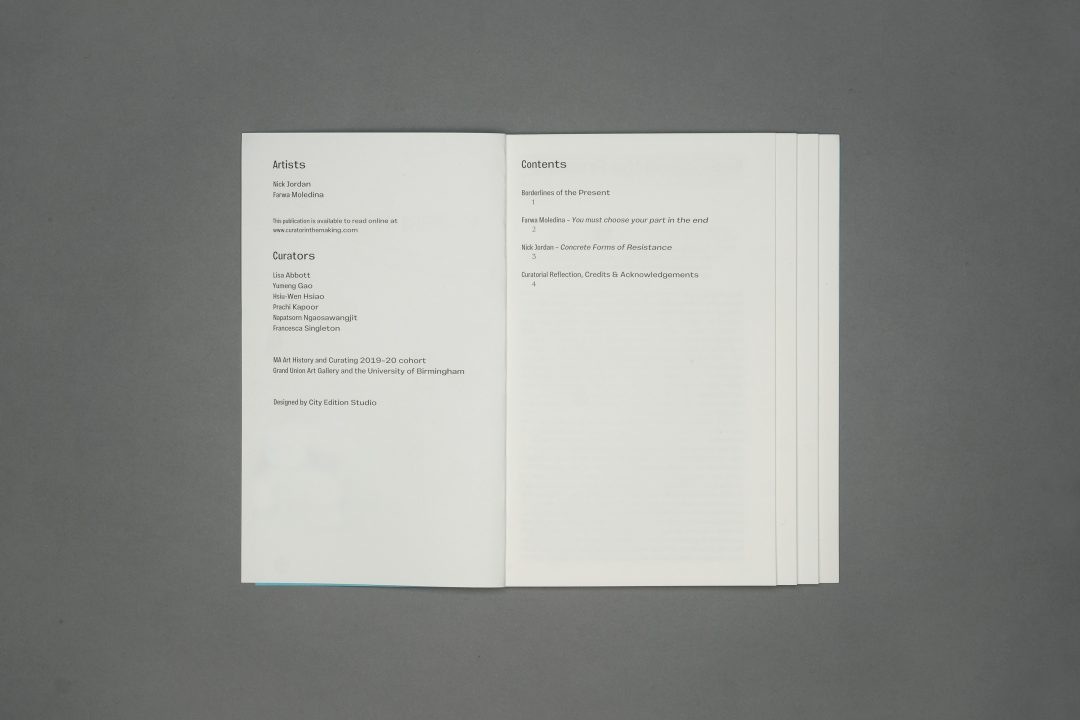 Artists
Nick Jordan
Farwa Moledina
This publication is available to read online at
www.curatorinthemaking.com
Curators
Lisa Abbott
Yumeng Gao
Hsiu-Wen Hsiao
Prachi Kapoor
Napatsorn Ngaosawangjit
Francesca Singleton
MA Art History and Curating 2019–20 cohort
Grand Union Art Gallery and the University of Birmingham
Designed by City Edition Studio
Contents
Borderlines of the Present
1
Farwa Moledina – You must choose your part in the end
2
Nick Jordan – Concrete Forms of Resistance
3
Curatorial Reflection, Credits & Acknowledgements
4